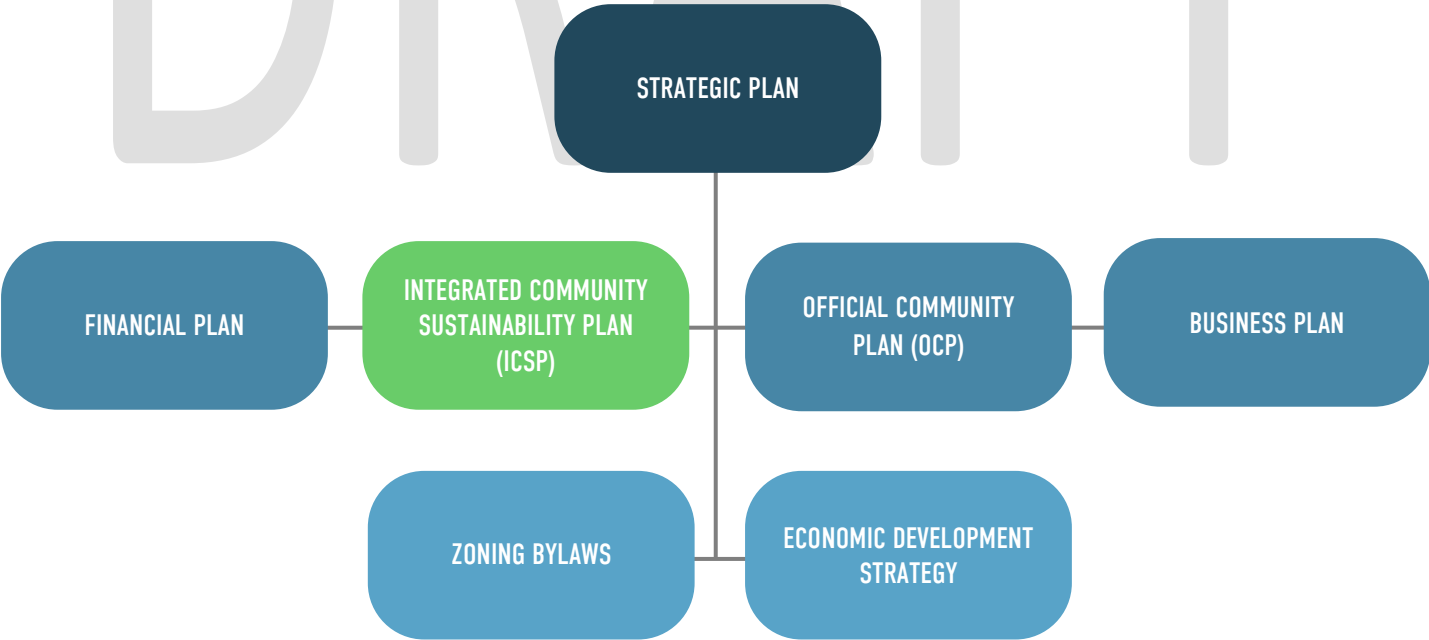 STRATEGIC PLAN
FINANCIAL PLAN
INTEGRATED COMMUNITY
SUSTAINABILITY PLAN
(ICSP)
OFFICIAL COMMUNITY
PLAN (OCP)
BUSINESS PLAN
ZONING BYLAWS
ECONOMIC DEVELOPMENT
STRATEGY